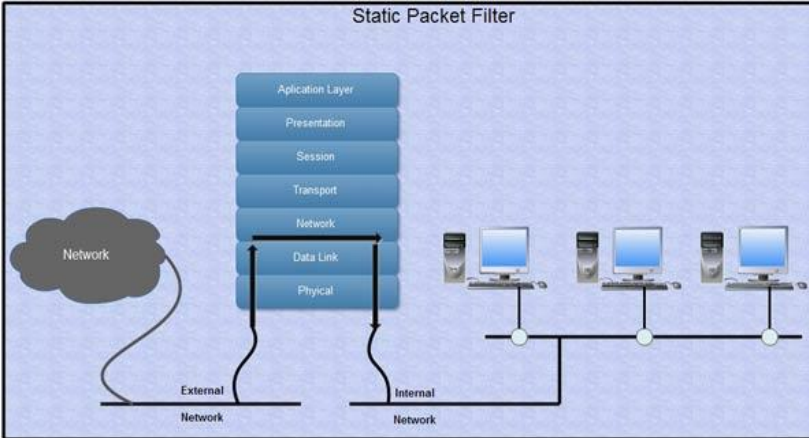 Static Packet Filter
Aplication Layer
Presentation
Session
Transport
Network
Data Link
Phyical
Network
External
Network
Internal
Network